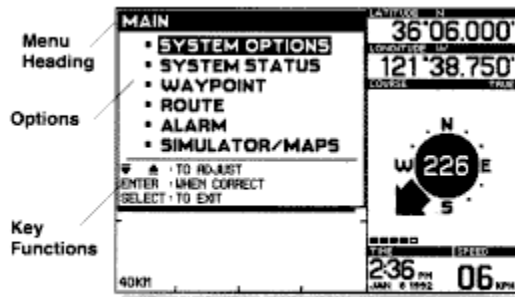 MAIN
SYSTEM OPTIONS
SYSTEM STATUS
WAYPOINT
ROUTE
ALARM
SIMULATOR/MAPS
: TO ADJUST
ENTER : WHEN CORRECT
SELECT : TO EXIT
40KM
Menu
Heading
Options
Key
Functions
LATITUDE N
36°06.000'
LONGITUDE W
121°38.750'
COURSE TRUE
N
W 226 E
S
TIME SPEED
2:36 PM
JAN 6 1992
06 KPH